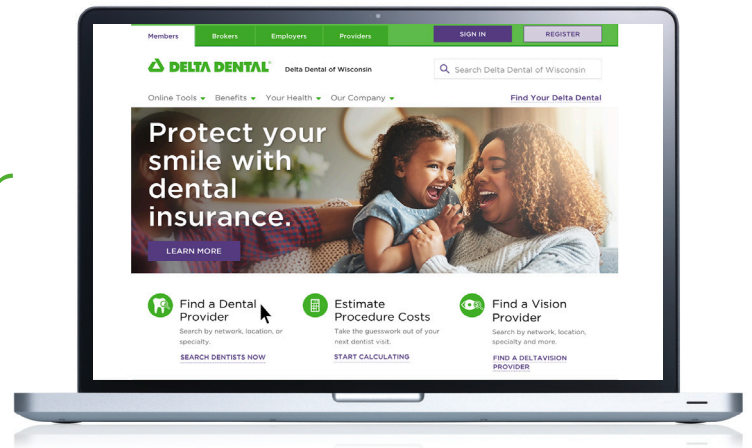 Members Brokers Employers Providers SIGN IN REGISTER
DELTA DENTAL® Delta Dental of Wisconsin Search Delta Dental of Wisconsin
Online Tools Benefits Your Health Our Company Find Your Delta Dental
Protect your
smile with
dental
insurance.
LEARN MORE
Find a Dental
Provider
Search by network, location, or
specialty.
SEARCH DENTISTS NOW
Estimate
Procedure Costs
Take the guesswork out of your
next dentist visit.
START CALCULATING
Find a Vision
Provider
Search by network, location,
specialty and more.
FIND A DELTAVISION
PROVIDER